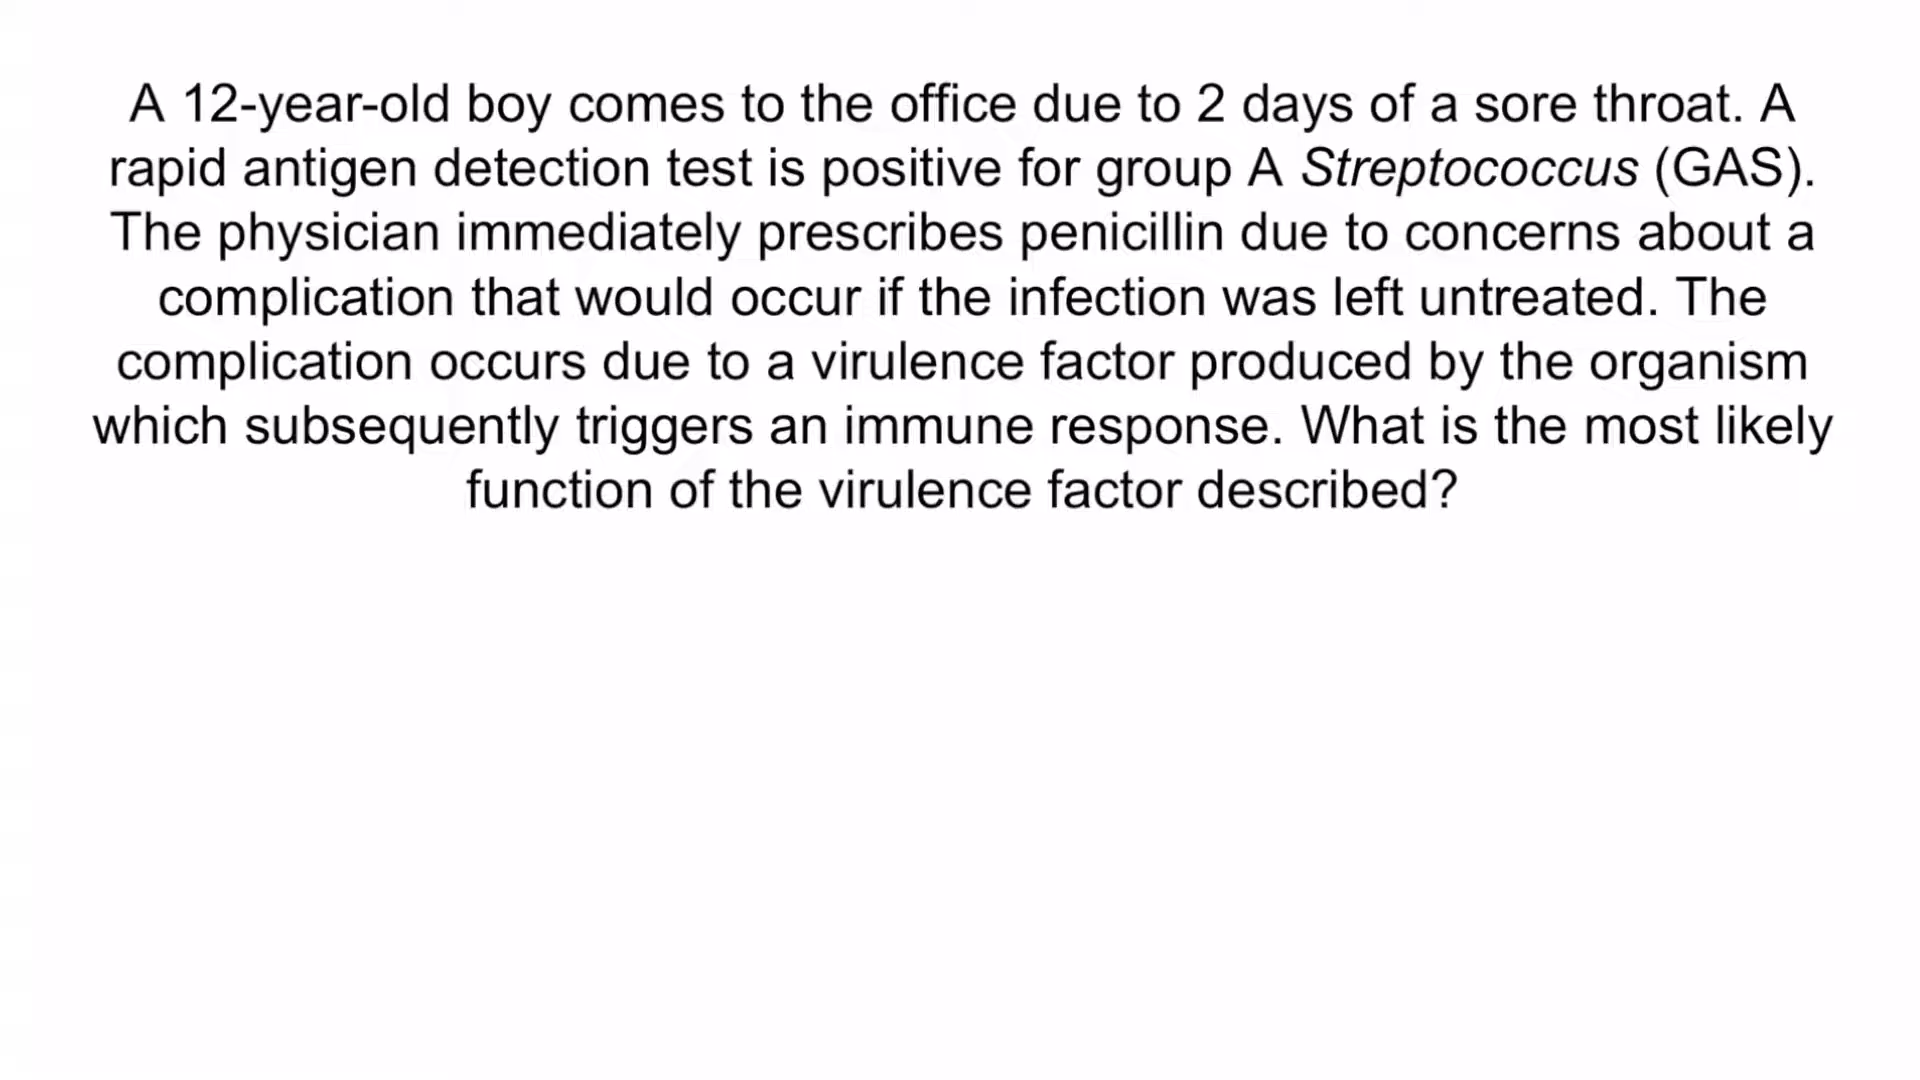 A 12-year-old boy comes to the office due to 2 days of a sore throat. A
rapid antigen detection test is positive for group A Streptococcus (GAS).
The physician immediately prescribes penicillin due to concerns about a
complication that would occur if the infection was left untreated. The
complication occurs due to a virulence factor produced by the organism
which subsequently triggers an immune response. What is the most likely
function of the virulence factor described?